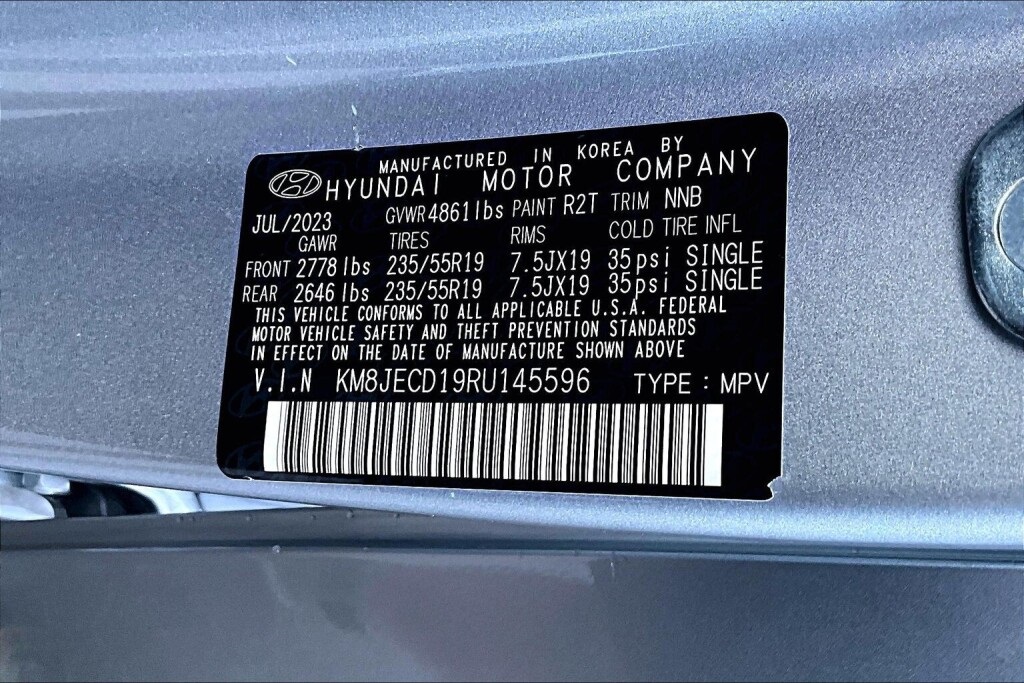 MANUFACTURED IN KOREA BY
HYUNDAI MOTOR COMPANY
JUL/2023 GVWR 4861lbs PAINT R2T TRIM NNB
GAWR TIRES RIMS COLD TIRE INFL
FRONT 2778 lbs 235/55R19 7.5JX19 35psi SINGLE
REAR 2646 lbs 235/55R19 7.5JX19 35psi SINGLE
THIS VEHICLE CONFORMS TO ALL APPLICABLE U.S.A. FEDERAL
MOTOR VEHICLE SAFETY AND THEFT PREVENTION STANDARDS
IN EFFECT ON THE DATE OF MANUFACTURE SHOWN ABOVE
V.I.N KM8JECD19RU145596 TYPE : MPV